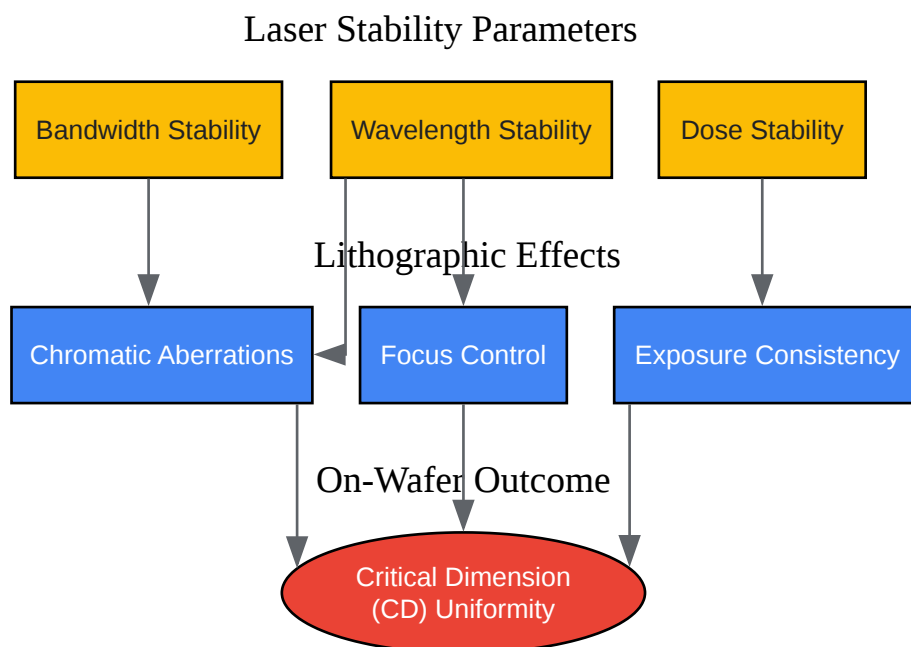 Laser Stability Parameters
Bandwidth Stability
Wavelength Stability
Dose Stability
Lithographic Effects
Chromatic Aberrations
Focus Control
Exposure Consistency
On-Wafer Outcome
Critical Dimension
(CD) Uniformity